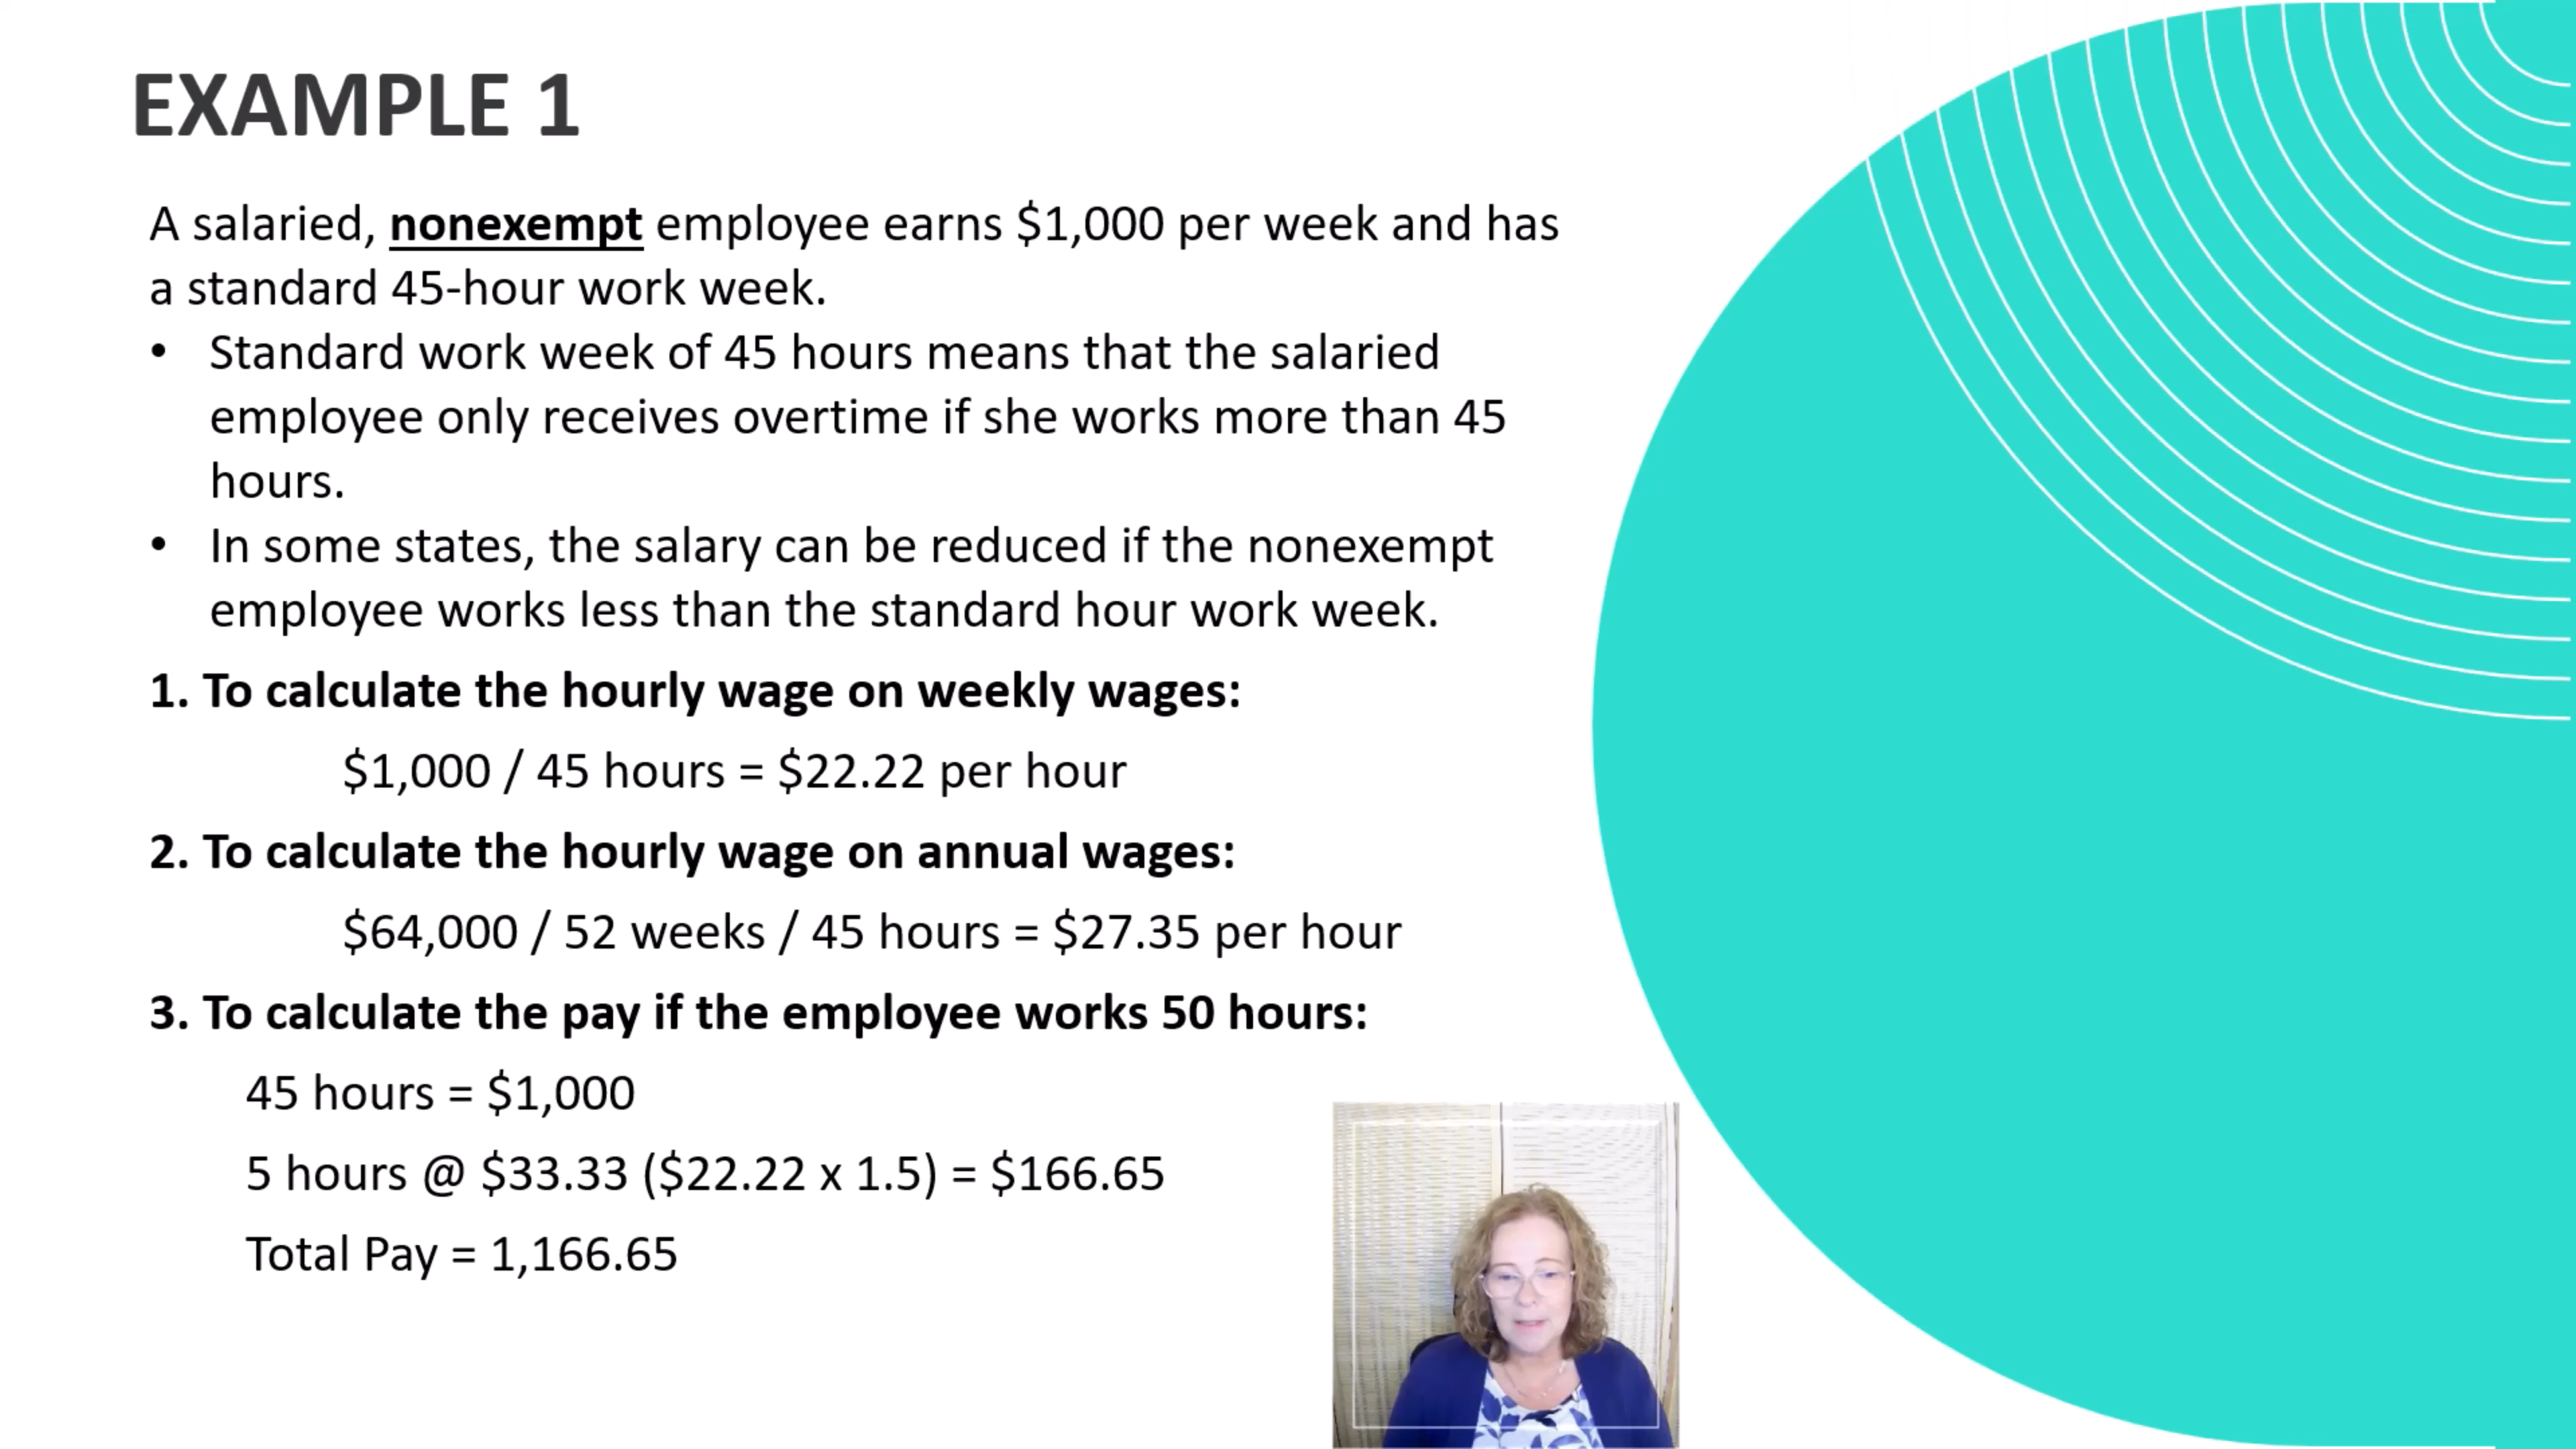 EXAMPLE 1
A salaried, nonexempt employee earns $1,000 per week and has
a standard 45-hour work week.
• Standard work week of 45 hours means that the salaried
employee only receives overtime if she works more than 45
hours.
• In some states, the salary can be reduced if the nonexempt
employee works less than the standard hour work week.
1. To calculate the hourly wage on weekly wages:
$1,000 / 45 hours = $22.22 per hour
2. To calculate the hourly wage on annual wages:
$64,000 / 52 weeks / 45 hours = $27.35 per hour
3. To calculate the pay if the employee works 50 hours:
45 hours = $1,000
5 hours @ $33.33 ($22.22 x 1.5) = $166.65
Total Pay = 1,166.65